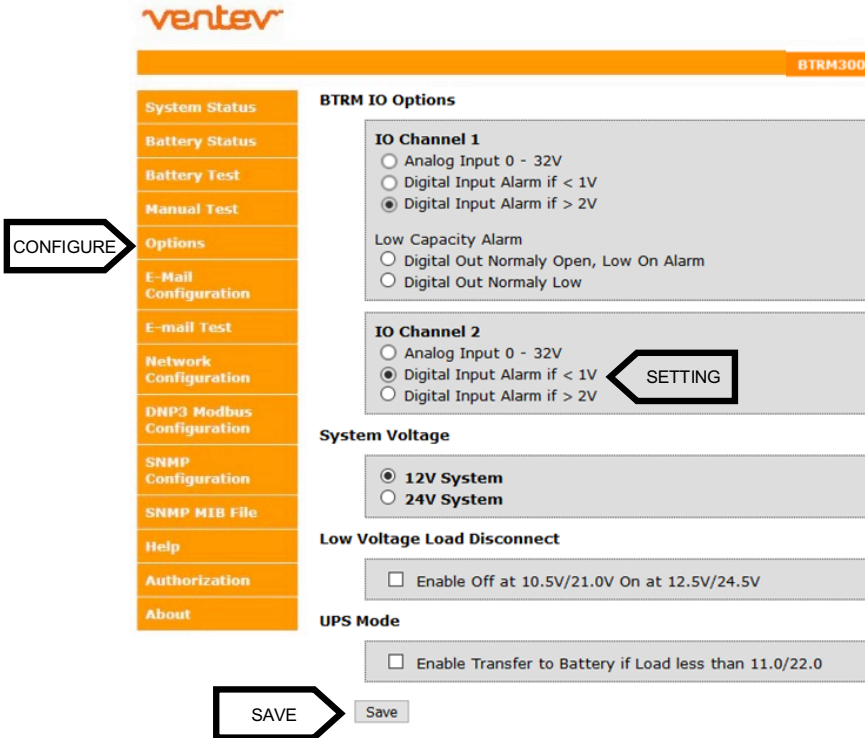 ventev
BTRM300
System Status
Battery Status
Battery Test
Manual Test
CONFIGURE
Options
E-Mail
Configuration
E-mail Test
Network
Configuration
DNP3 Modbus
Configuration
SNMP
Configuration
SNMP MIB File
Help
Authorization
About
BTRM IO Options
IO Channel 1
Analog Input 0 - 32V
Digital Input Alarm if < 1V
Digital Input Alarm if > 2V
Low Capacity Alarm
Digital Out Normaly Open, Low On Alarm
Digital Out Normaly Low
IO Channel 2
Analog Input 0 - 32V
Digital Input Alarm if < 1V
SETTING
Digital Input Alarm if > 2V
System Voltage
12V System
24V System
Low Voltage Load Disconnect
Enable Off at 10.5V/21.0V On at 12.5V/24.5V
UPS Mode
Enable Transfer to Battery if Load less than 11.0/22.0
SAVE
Save